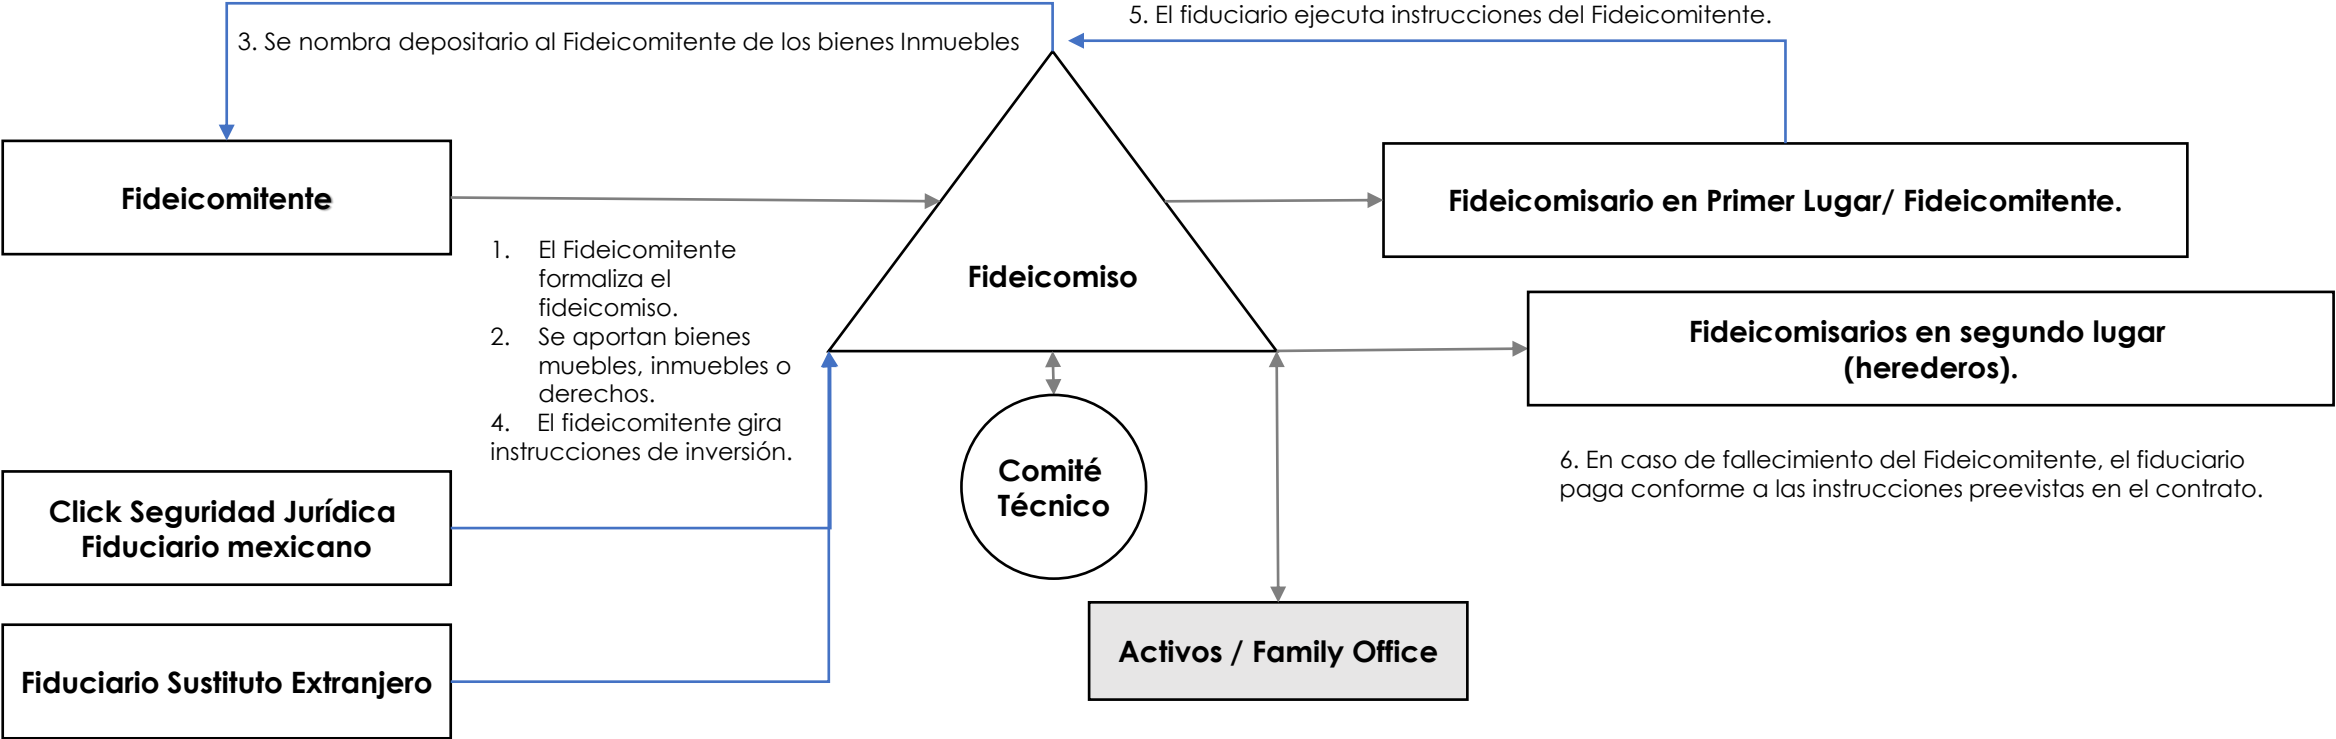 5. El fiduciario ejecuta instrucciones del Fideicomitente.
3. Se nombra depositario al Fideicomitente de los bienes Inmuebles
Fideicomitente
Fideicomisario en Primer Lugar/ Fideicomitente.
1. El Fideicomitente
formaliza el
fideicomiso.
2. Se aportan bienes
muebles, inmuebles o
derechos.
4. El fideicomitente gira
instrucciones de inversión.
Fideicomiso
Fideicomisarios en segundo lugar
(herederos).
Comité
Técnico
6. En caso de fallecimiento del Fideicomitente, el fiduciario
paga conforme a las instrucciones preevistas en el contrato.
Click Seguridad Jurídica
Fiduciario mexicano
Activos / Family Office
Fiduciario Sustituto Extranjero